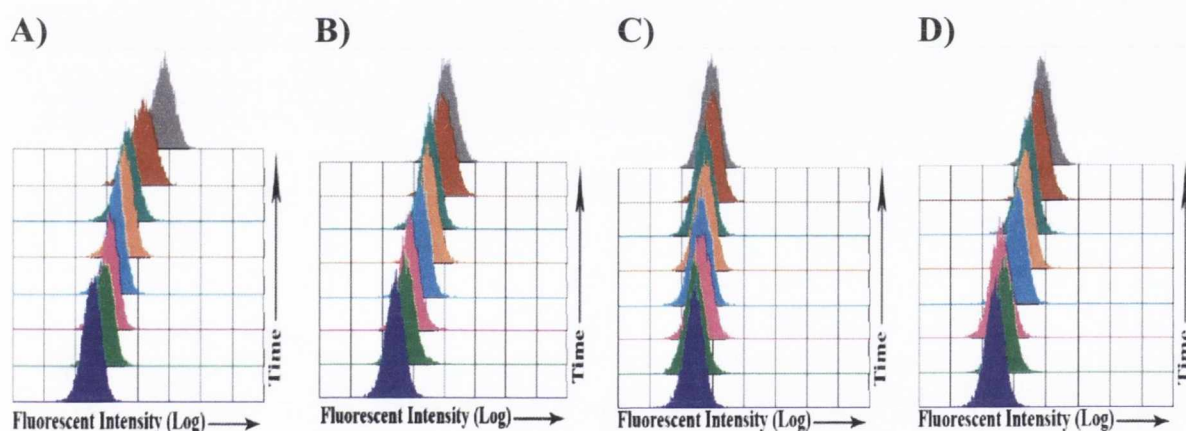 A)
B)
C)
D)
Time
Time
Time
Time
Fluorescent Intensity (Log)
Fluorescent Intensity (Log)
Fluorescent Intensity (Log)
Fluorescent Intensity (Log)